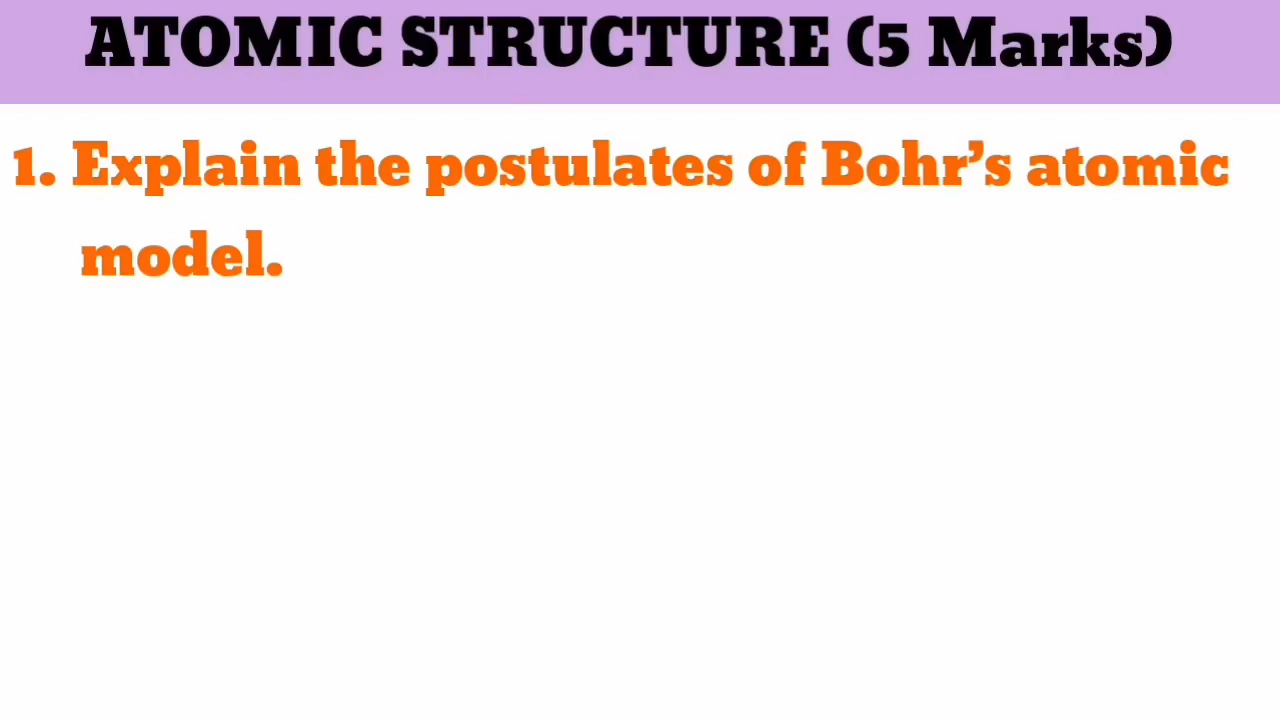 ATOMIC STRUCTURE (5 Marks)
1. Explain the postulates of Bohr’s atomic
model.